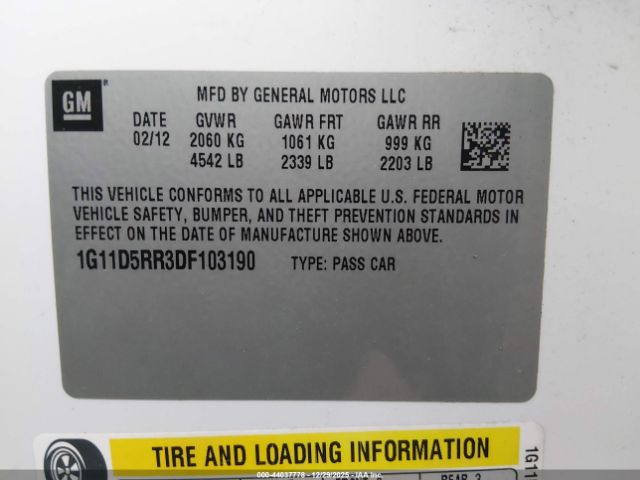 GM
MFD BY GENERAL MOTORS LLC
DATE GVWR GAWR FRT GAWR RR
02/12 2060 KG 1061 KG 999 KG
4542 LB 2339 LB 2203 LB
THIS VEHICLE CONFORMS TO ALL APPLICABLE U.S. FEDERAL MOTOR
VEHICLE SAFETY, BUMPER, AND THEFT PREVENTION STANDARDS IN
EFFECT ON THE DATE OF MANUFACTURE SHOWN ABOVE.
1G11D5RR3DF103190 TYPE: PASS CAR
TIRE AND LOADING INFORMATION
1G11
000-44037778 - 12/29/2025 - IAA Inc.
REAR 3